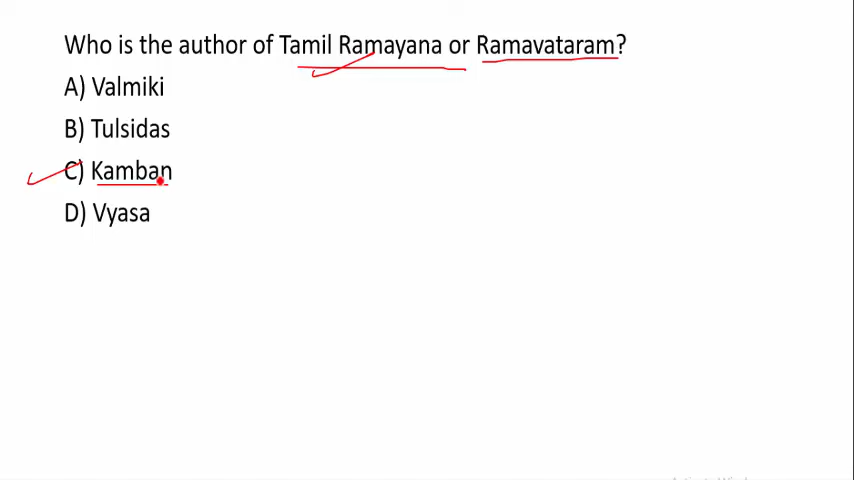 Who is the author of Tamil Ramayana or Ramavataram?
A) Valmiki
B) Tulsidas
C) Kamban
D) Vyasa